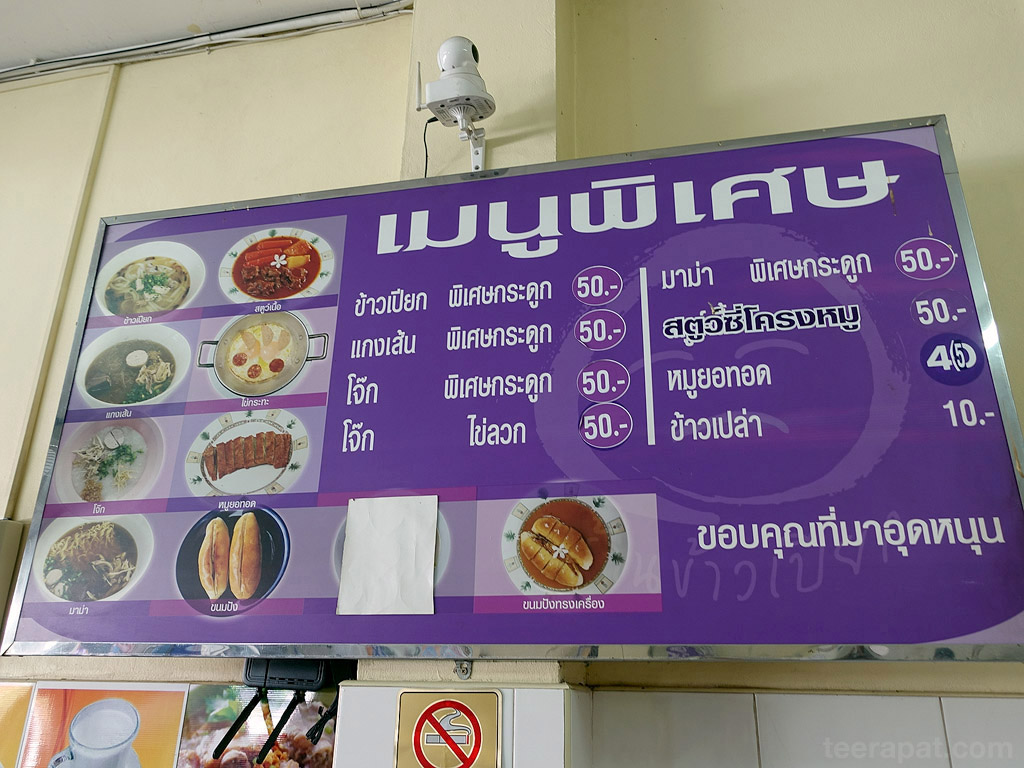 เมนูพิเศษ
ข้าวเปียก พิเศษกระดูก 50.-
แกงเส้น พิเศษกระดูก 50.-
โจ๊ก พิเศษกระดูก 50.-
โจ๊ก ไข่ลวก 50.-
มาม่า พิเศษกระดูก 50.-
สตูว์ซี่โครงหมู 50.-
หมูยอทอด 45
ข้าวเปล่า 10.-
ขอบคุณที่มาอุดหนุน
ข้าวเปียก
สตูว์เนื้อ
แกงเส้น
ไข่กระทะ
โจ๊ก
หมูยอทอด
มาม่า
ขนมปัง
ขนมปังทรงเครื่อง
teerapat.com